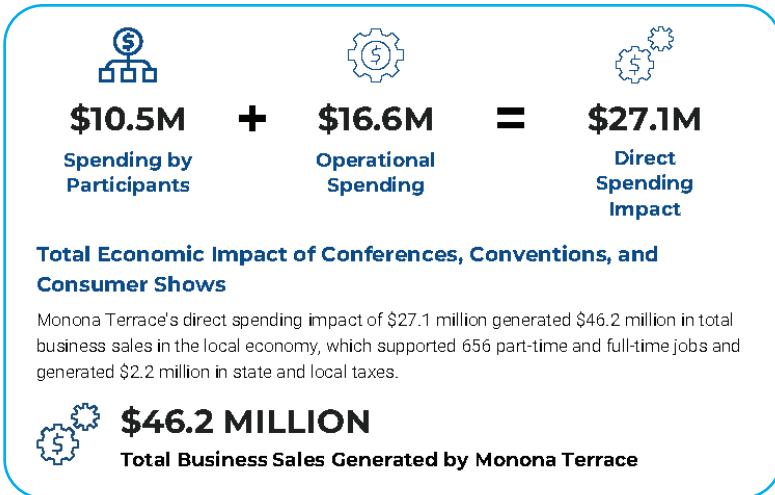 $10.5M + $16.6M = $27.1M
Spending by Participants
Operational Spending
Direct Spending Impact
Total Economic Impact of Conferences, Conventions, and
Consumer Shows
Monona Terrace's direct spending impact of $27.1 million generated $46.2 million in total
business sales in the local economy, which supported 656 part-time and full-time jobs and
generated $2.2 million in state and local taxes.
$46.2 MILLION
Total Business Sales Generated by Monona Terrace